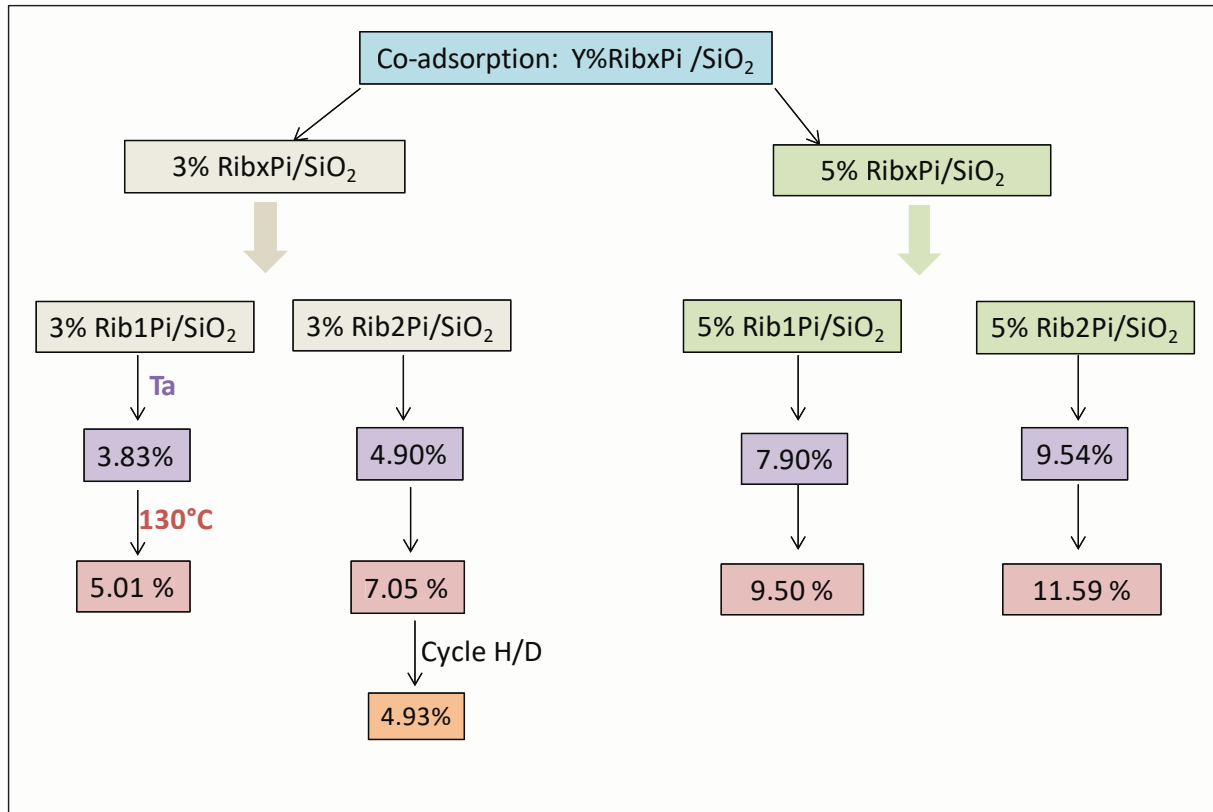 Co-adsorption: Y%RibxPi /SiO₂
3% RibxPi/SiO₂
5% RibxPi/SiO₂
3% Rib1Pi/SiO₂
3% Rib2Pi/SiO₂
5% Rib1Pi/SiO₂
5% Rib2Pi/SiO₂
Ta
3.83%
4.90%
7.90%
9.54%
130°C
5.01 %
7.05 %
9.50 %
11.59 %
Cycle H/D
4.93%